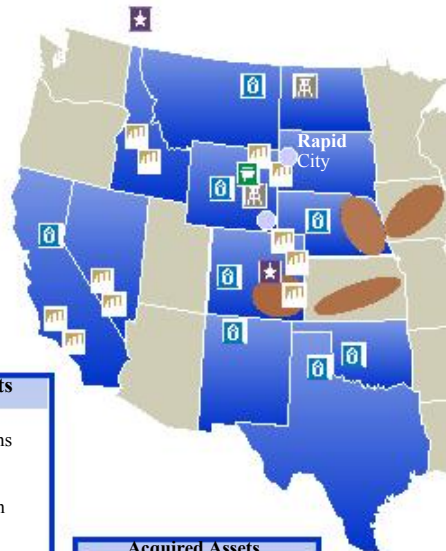 Rapid
City
ts
ns
n
Acquired Assets